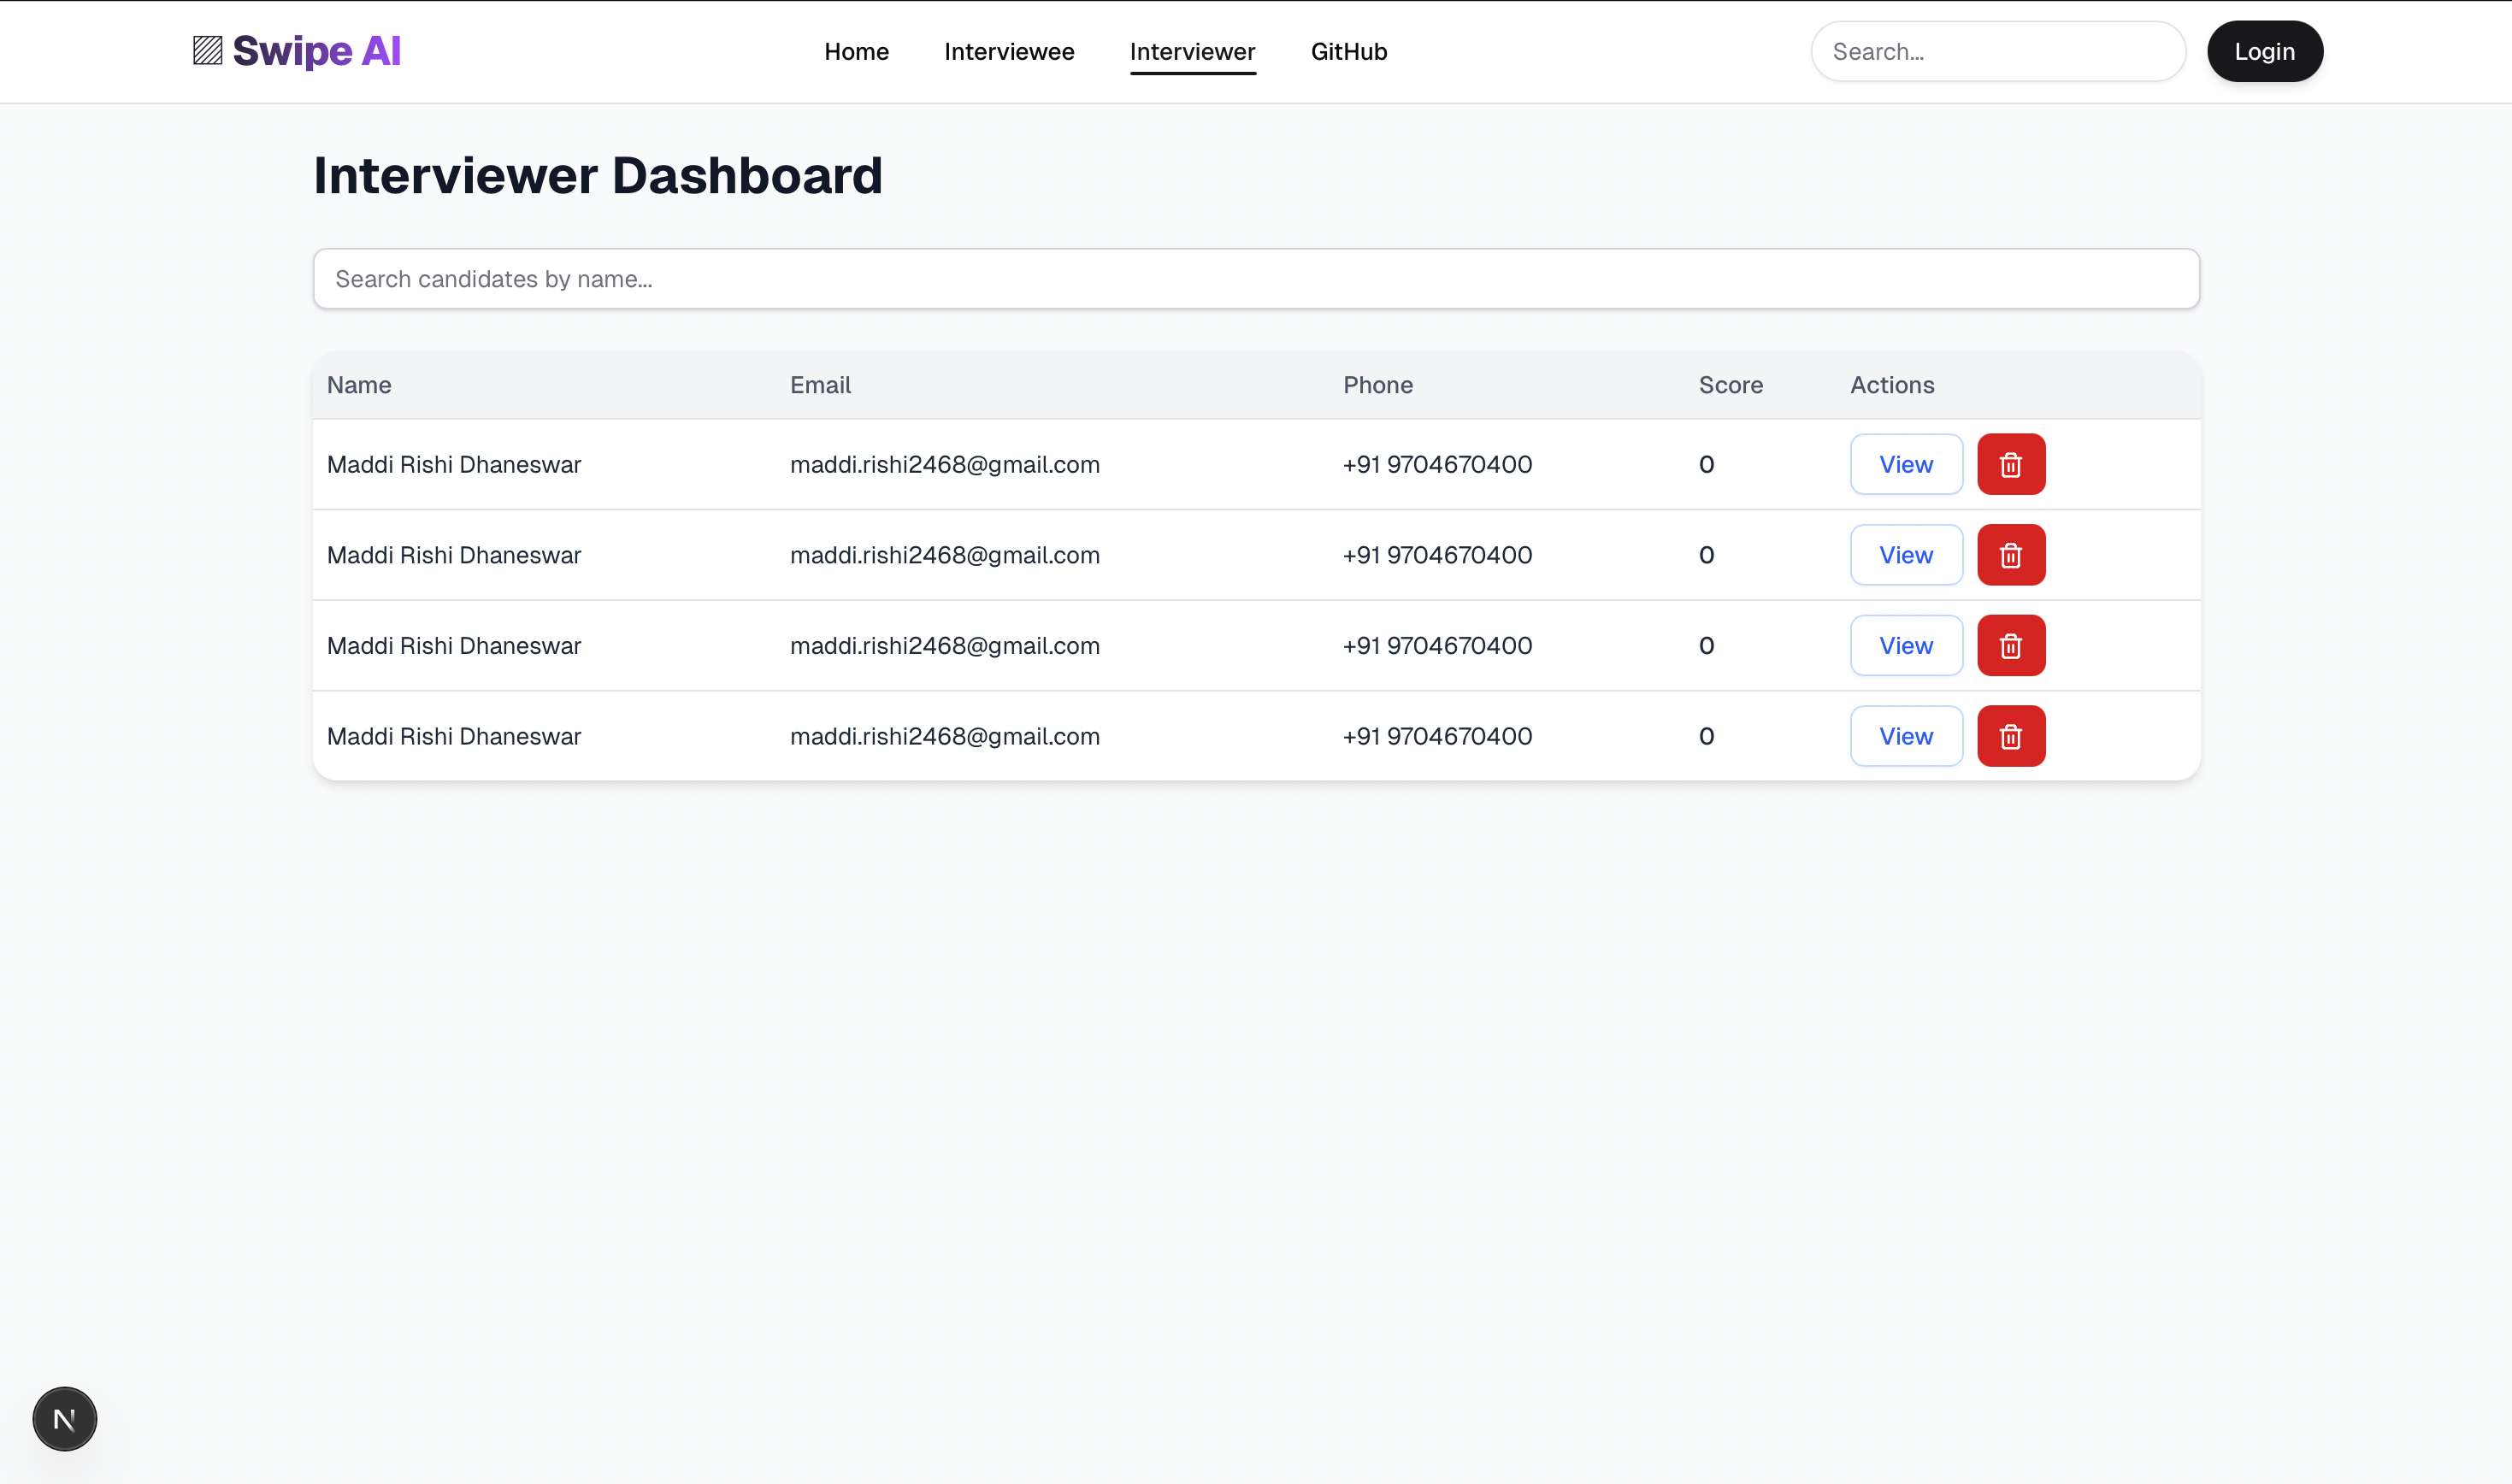 Swipe AI Home Interviewee Interviewer GitHub Search... Login
Interviewer Dashboard
Search candidates by name...
Name Email Phone Score Actions
Maddi Rishi Dhaneswar maddi.rishi2468@gmail.com +91 9704670400 0 View
Maddi Rishi Dhaneswar maddi.rishi2468@gmail.com +91 9704670400 0 View
Maddi Rishi Dhaneswar maddi.rishi2468@gmail.com +91 9704670400 0 View
Maddi Rishi Dhaneswar maddi.rishi2468@gmail.com +91 9704670400 0 View
N